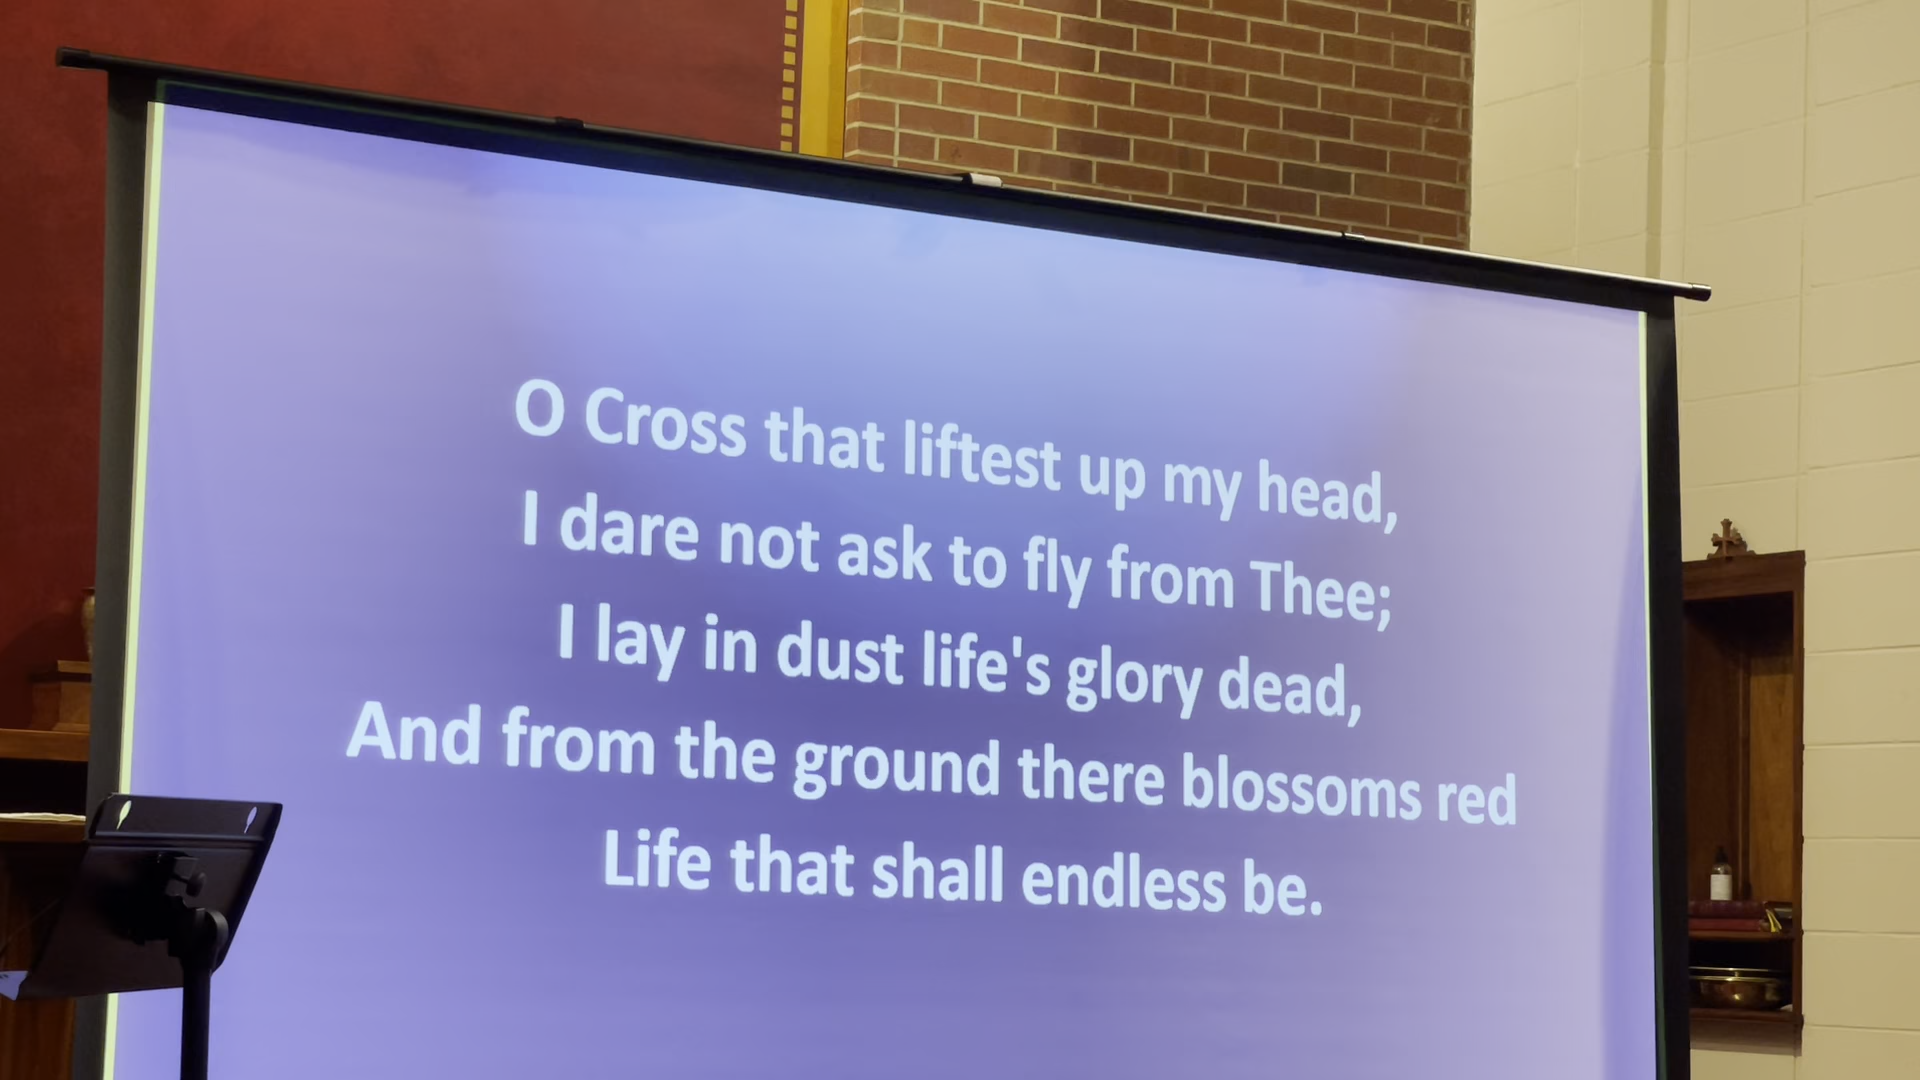 O Cross that liftest up my head,
I dare not ask to fly from Thee;
I lay in dust life's glory dead,
And from the ground there blossoms red
Life that shall endless be.